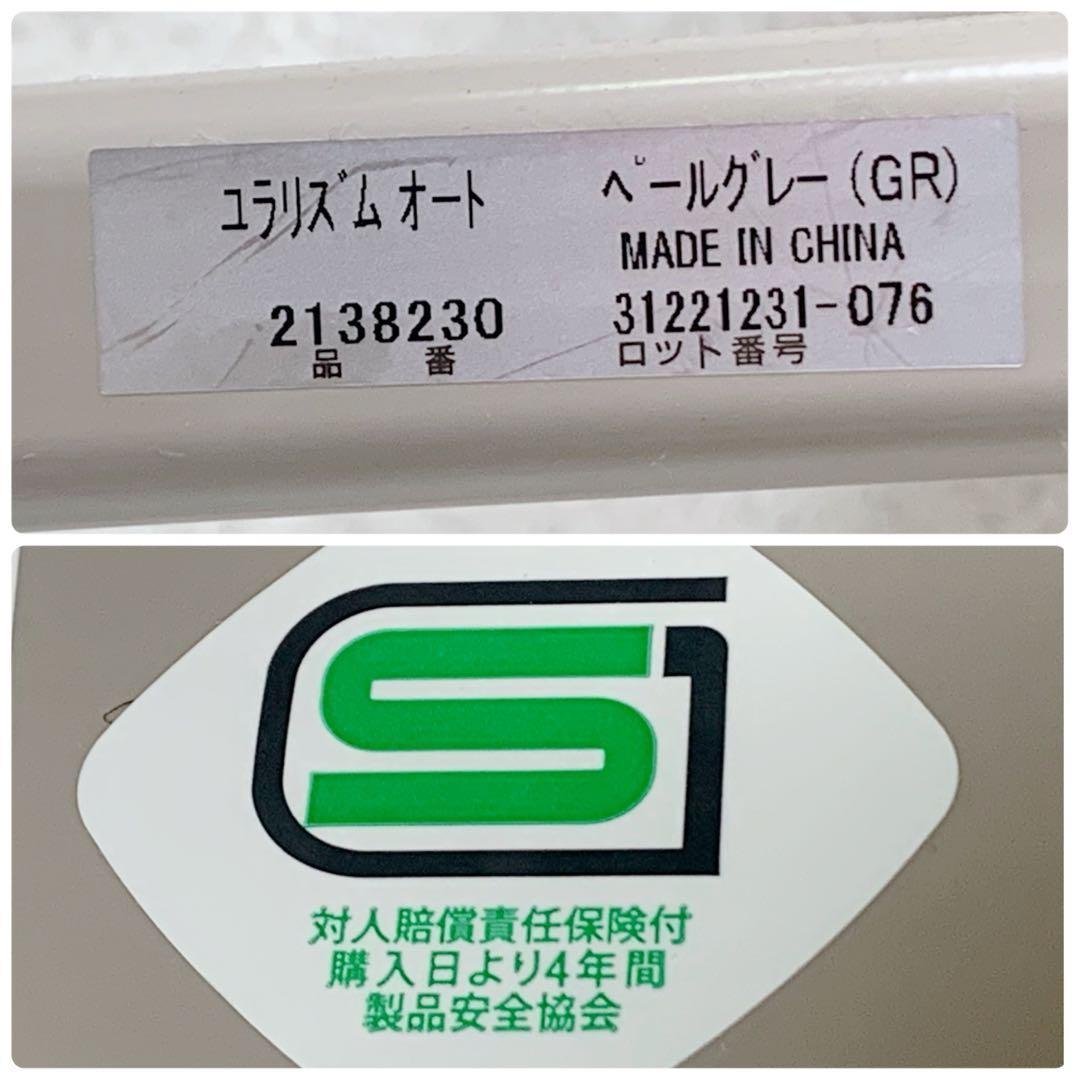 ユラリズム オート ペールグレー (GR)
MADE IN CHINA
2138230 31221231-076
品番 ロット番号
SG
対人賠償責任保険付
購入日より4年間
製品安全協会